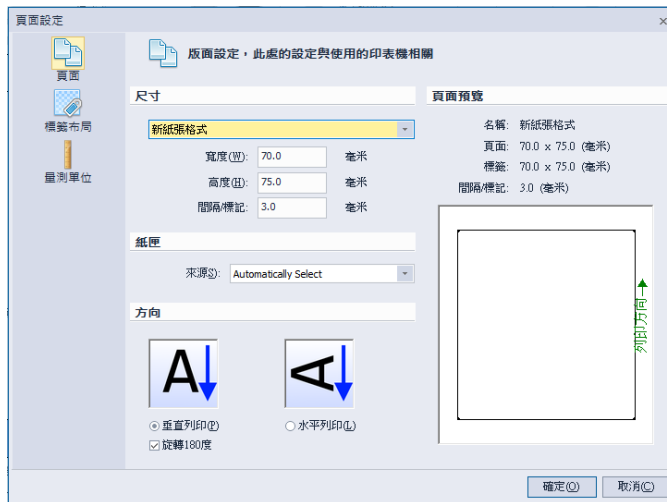 頁面設定
頁面
標籤布局
量測單位
版面設定，此處的設定與使用的印表機相關
尺寸
新紙張格式
寬度(W): 70.0 毫米
高度(H): 75.0 毫米
間隔/標記: 3.0 毫米
紙匣
來源S): Automatically Select
方向
A
A
垂直列印(P)
水平列印(L)
旋轉180度
頁面預覽
名稱: 新紙張格式
頁面: 70.0 x 75.0 (毫米)
標籤: 70.0 x 75.0 (毫米)
間隔/標記: 3.0 (毫米)
列印方向
確定(O)
取消(C)